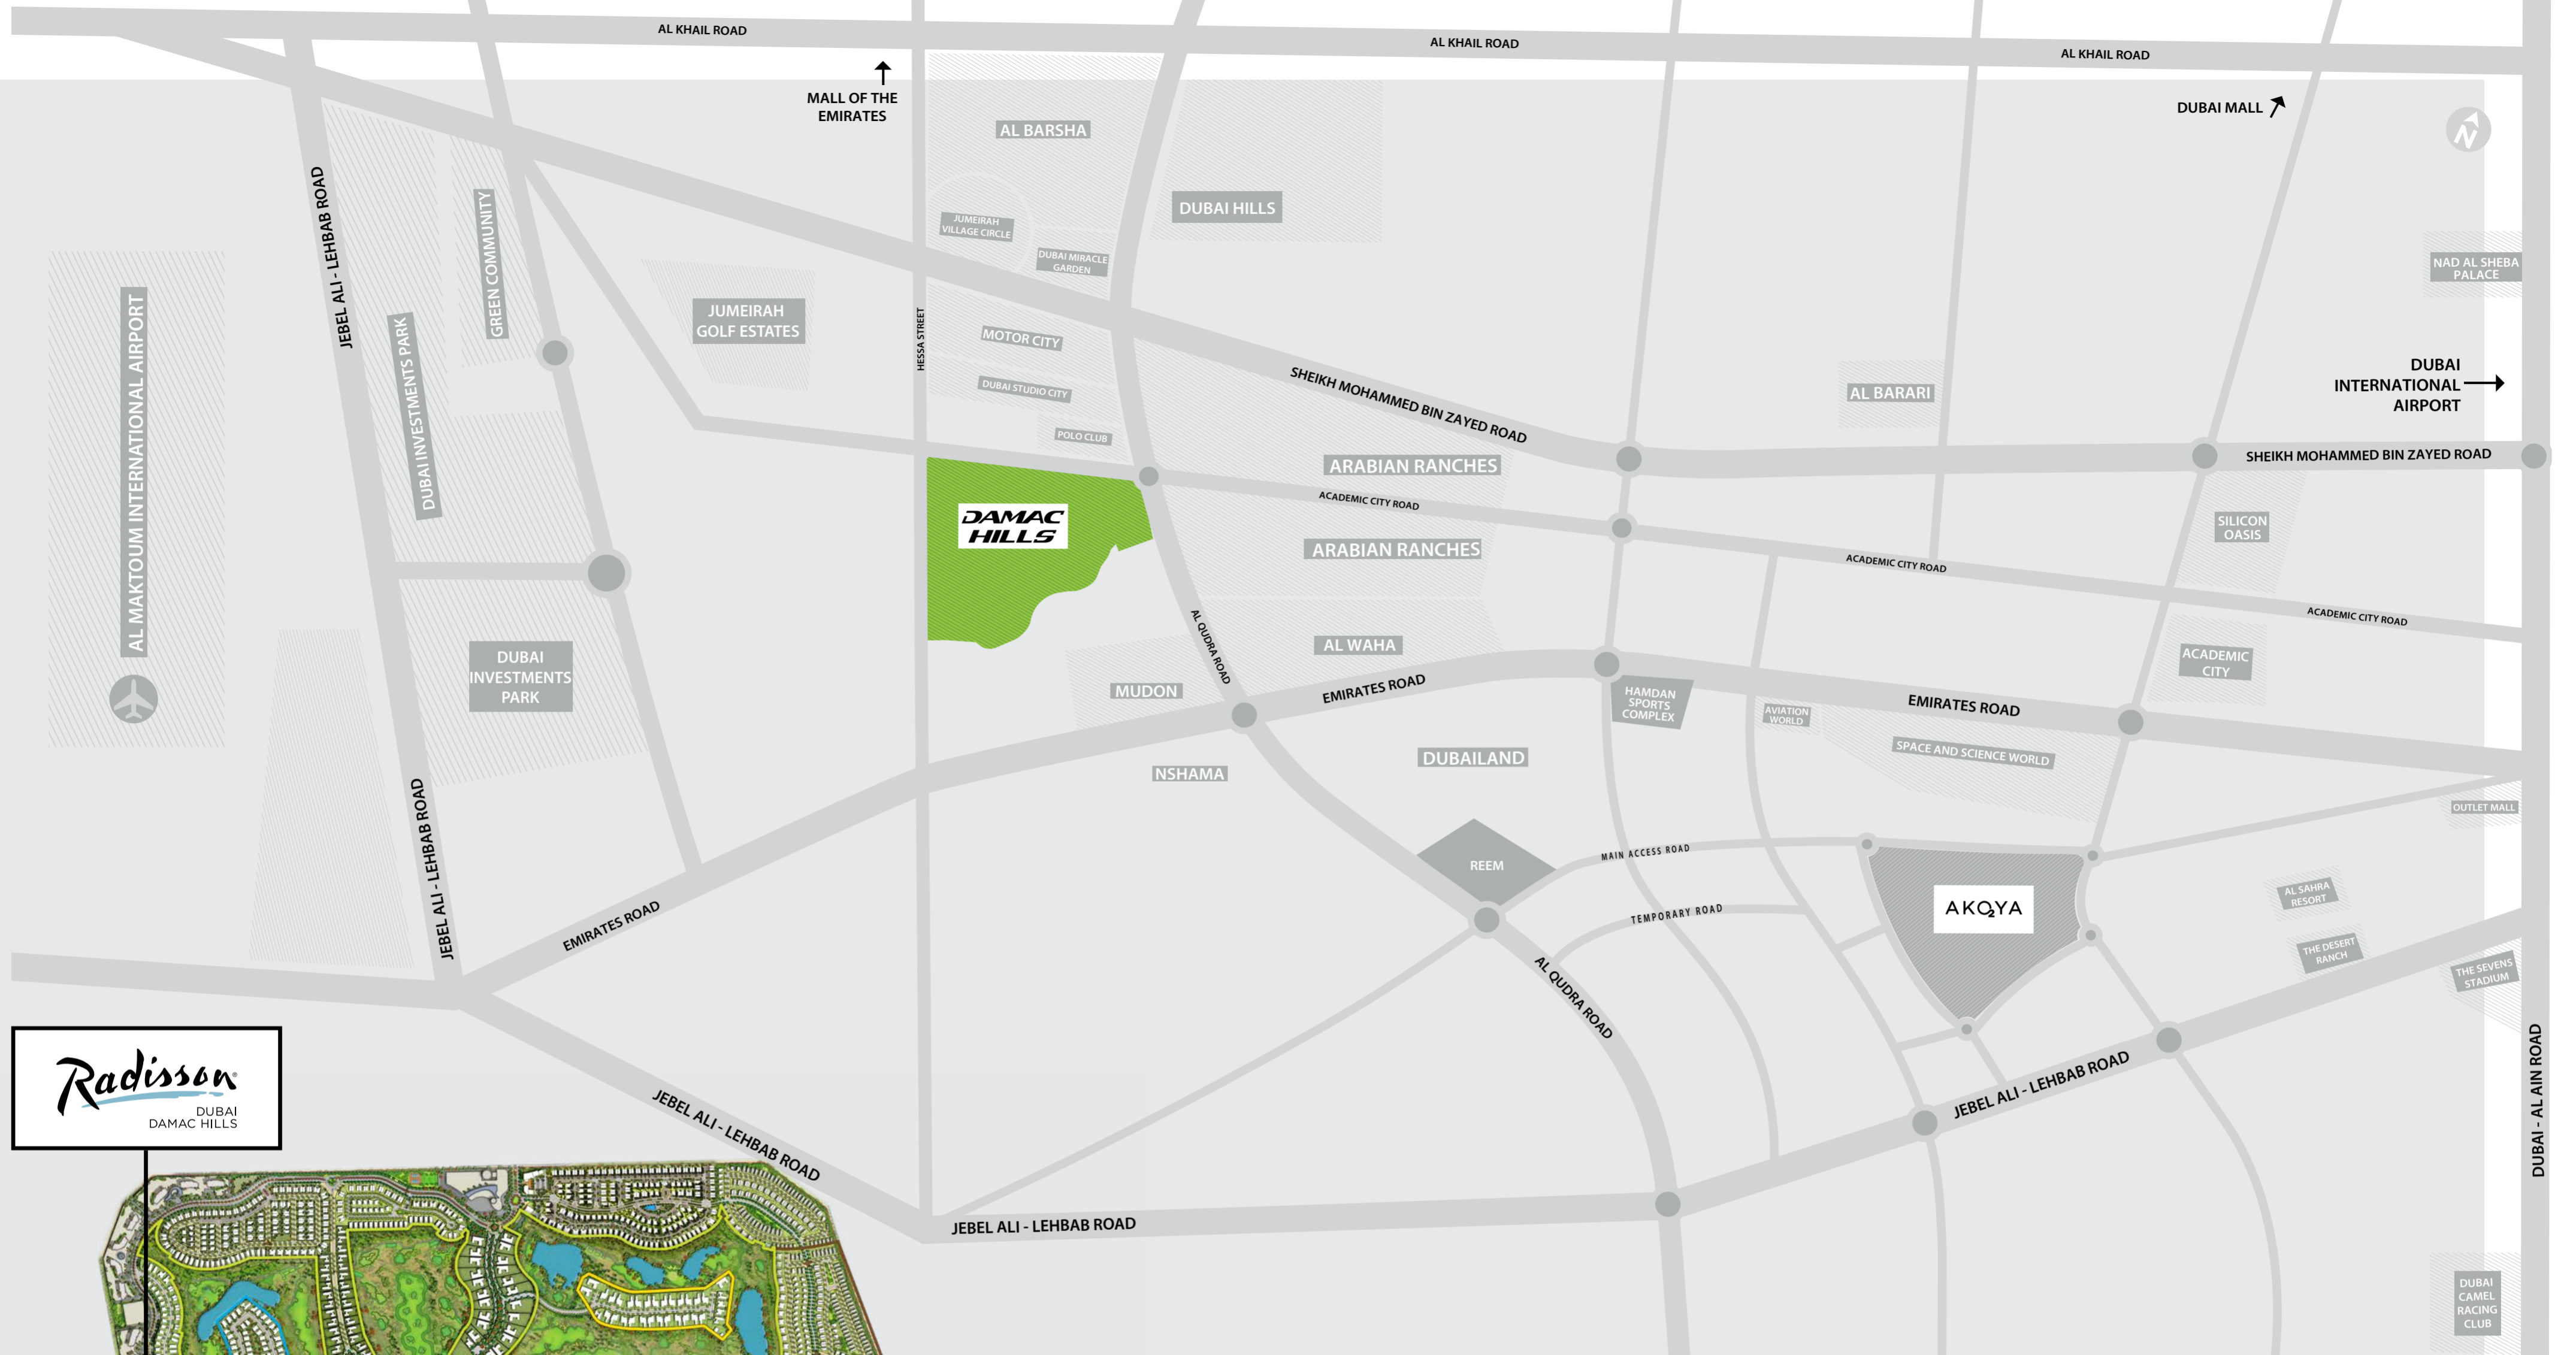 AL KHAIL ROAD
AL KHAIL ROAD
AL KHAIL ROAD
MALL OF THE
EMIRATES
DUBAI MALL
N
AL BARSHA
DUBAI HILLS
JUMEIRAH
VILLAGE CIRCLE
DUBAI MIRACLE
GARDEN
JEBEL ALI - LEHBAB ROAD
GREEN COMMUNITY
NAD AL SHEBA
PALACE
AL MAKTOUM INTERNATIONAL AIRPORT
DUBAI INVESTMENTS PARK
JUMEIRAH
GOLF ESTATES
HESSA STREET
MOTOR CITY
DUBAI STUDIO CITY
POLO CLUB
SHEIKH MOHAMMED BIN ZAYED ROAD
AL BARARI
DUBAI
INTERNATIONAL
AIRPORT
SHEIKH MOHAMMED BIN ZAYED ROAD
ARABIAN RANCHES
ACADEMIC CITY ROAD
DAMAC
HILLS
ARABIAN RANCHES
ACADEMIC CITY ROAD
SILICON
OASIS
ACADEMIC CITY ROAD
AL QUDRA ROAD
AL WAHA
ACADEMIC
CITY
DUBAI
INVESTMENTS
PARK
MUDON
EMIRATES ROAD
HAMDAN
SPORTS
COMPLEX
AVIATION
WORLD
EMIRATES ROAD
SPACE AND SCIENCE WORLD
NSHAMA
DUBAILAND
OUTLET MALL
JEBEL ALI - LEHBAB ROAD
EMIRATES ROAD
REEM
MAIN ACCESS ROAD
TEMPORARY ROAD
AKO2YA
AL SAHRA
RESORT
THE DESERT
RANCH
THE SEVENS
STADIUM
AL QUDRA ROAD
Radisson®
DUBAI
DAMAC HILLS
JEBEL ALI - LEHBAB ROAD
JEBEL ALI - LEHBAB ROAD
JEBEL ALI - LEHBAB ROAD
DUBAI - AL AIN ROAD
DUBAI
CAMEL
RACING
CLUB